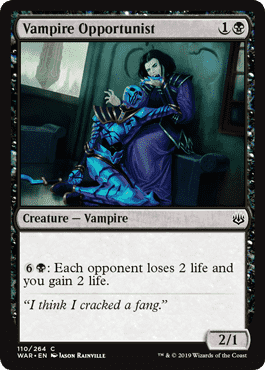 Vampire Opportunist 1
Creature — Vampire
6: Each opponent loses 2 life and
you gain 2 life.
“I think I cracked a fang.”
2/1
110/264 C
WAR • EN Jason Rainville
™ & © 2019 Wizards of the Coast